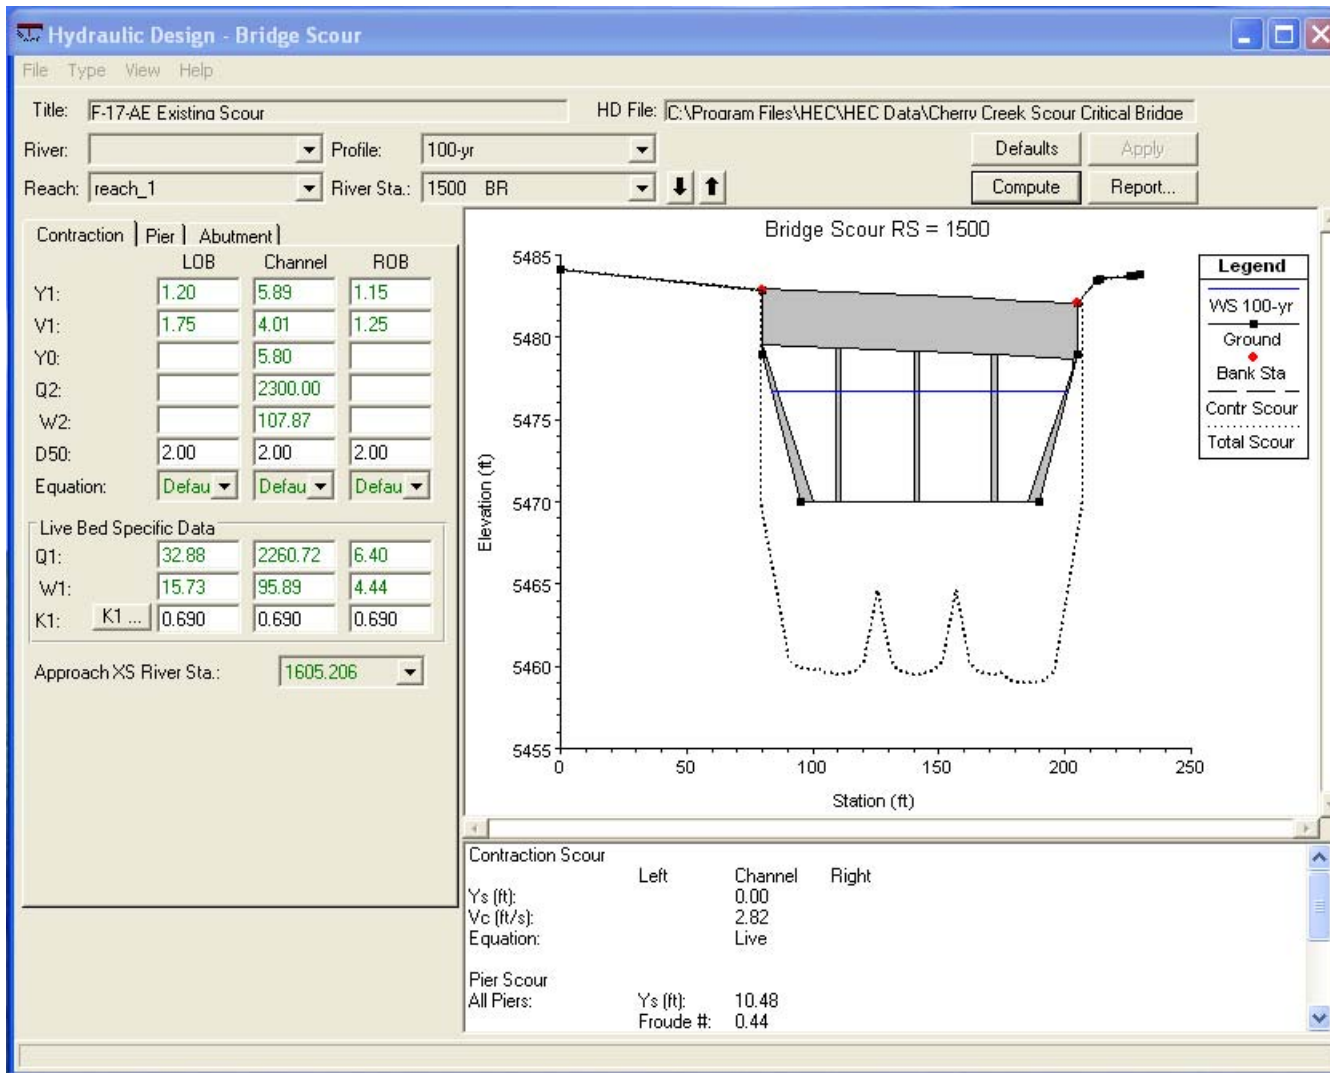 Hydraulic Design - Bridge Scour
File Type View Help
Title: F-17-AE Existing Scour HD File: C:\Program Files\HEC\HEC Data\Cherry Creek Scour Critical Bridge
River: Profile: 100-yr Defaults Apply
Reach: reach_1 River Sta.: 1500 BR Compute Report...
Contraction Pier Abutment
LOB Channel ROB
Y1: 1.20 5.89 1.15
V1: 1.75 4.01 1.25
Y0: 5.80
Q2: 2300.00
W2: 107.87
D50: 2.00 2.00 2.00
Equation: Defau Defau Defau
Live Bed Specific Data
Q1: 32.88 2260.72 6.40
W1: 15.73 95.89 4.44
K1: K1 ... 0.690 0.690 0.690
Approach XS River Sta.: 1605.206
Bridge Scour RS = 1500
Elevation (ft)
5485
5480
5475
5470
5465
5460
5455
0 50 100 150 200 250
Station (ft)
Legend
WS 100-yr
Ground
Bank Sta
Contr Scour
Total Scour
Contraction Scour
Left Channel Right
Ys (ft): 0.00
Vc (ft/s): 2.82
Equation: Live
Pier Scour
All Piers: Ys (ft): 10.48
Froude #: 0.44